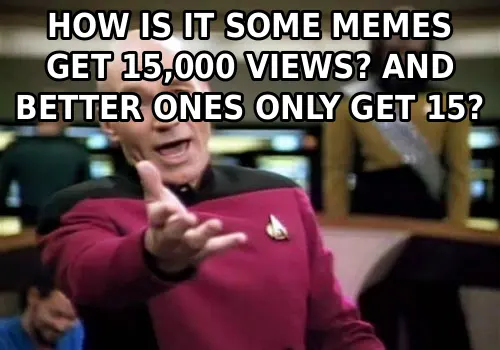 HOW IS IT SOME MEMES
GET 15,000 VIEWS? AND
BETTER ONES ONLY GET 15?